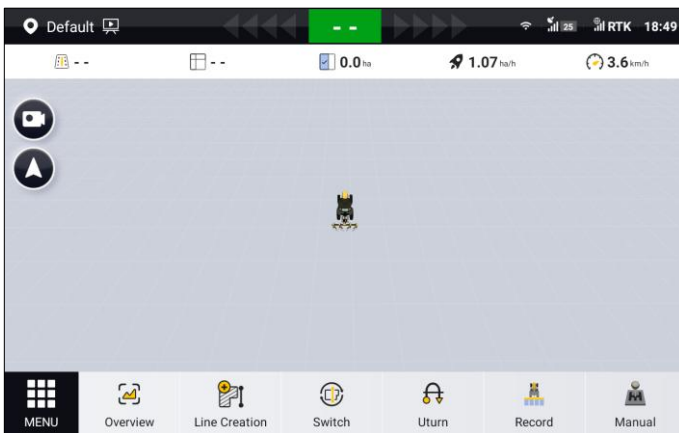 Default -- 25 RTK 18:49
-- -- 0.0 ha 1.07 ha/h 3.6 km/h
MENU Overview Line Creation Switch Uturn Record Manual